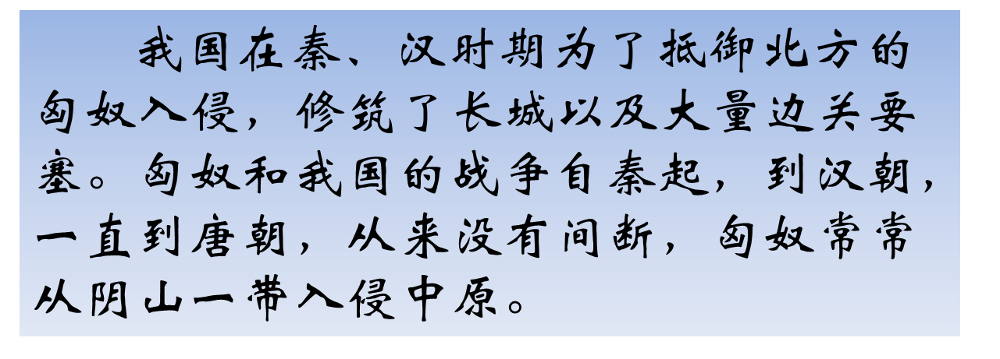 我国在秦、汉时期为了抵御北方的
匈奴入侵，修筑了长城以及大量边关要
塞。匈奴和我国的战争自秦起，到汉朝，
一直到唐朝，从来没有间断，匈奴常常
从阴山一带入侵中原。